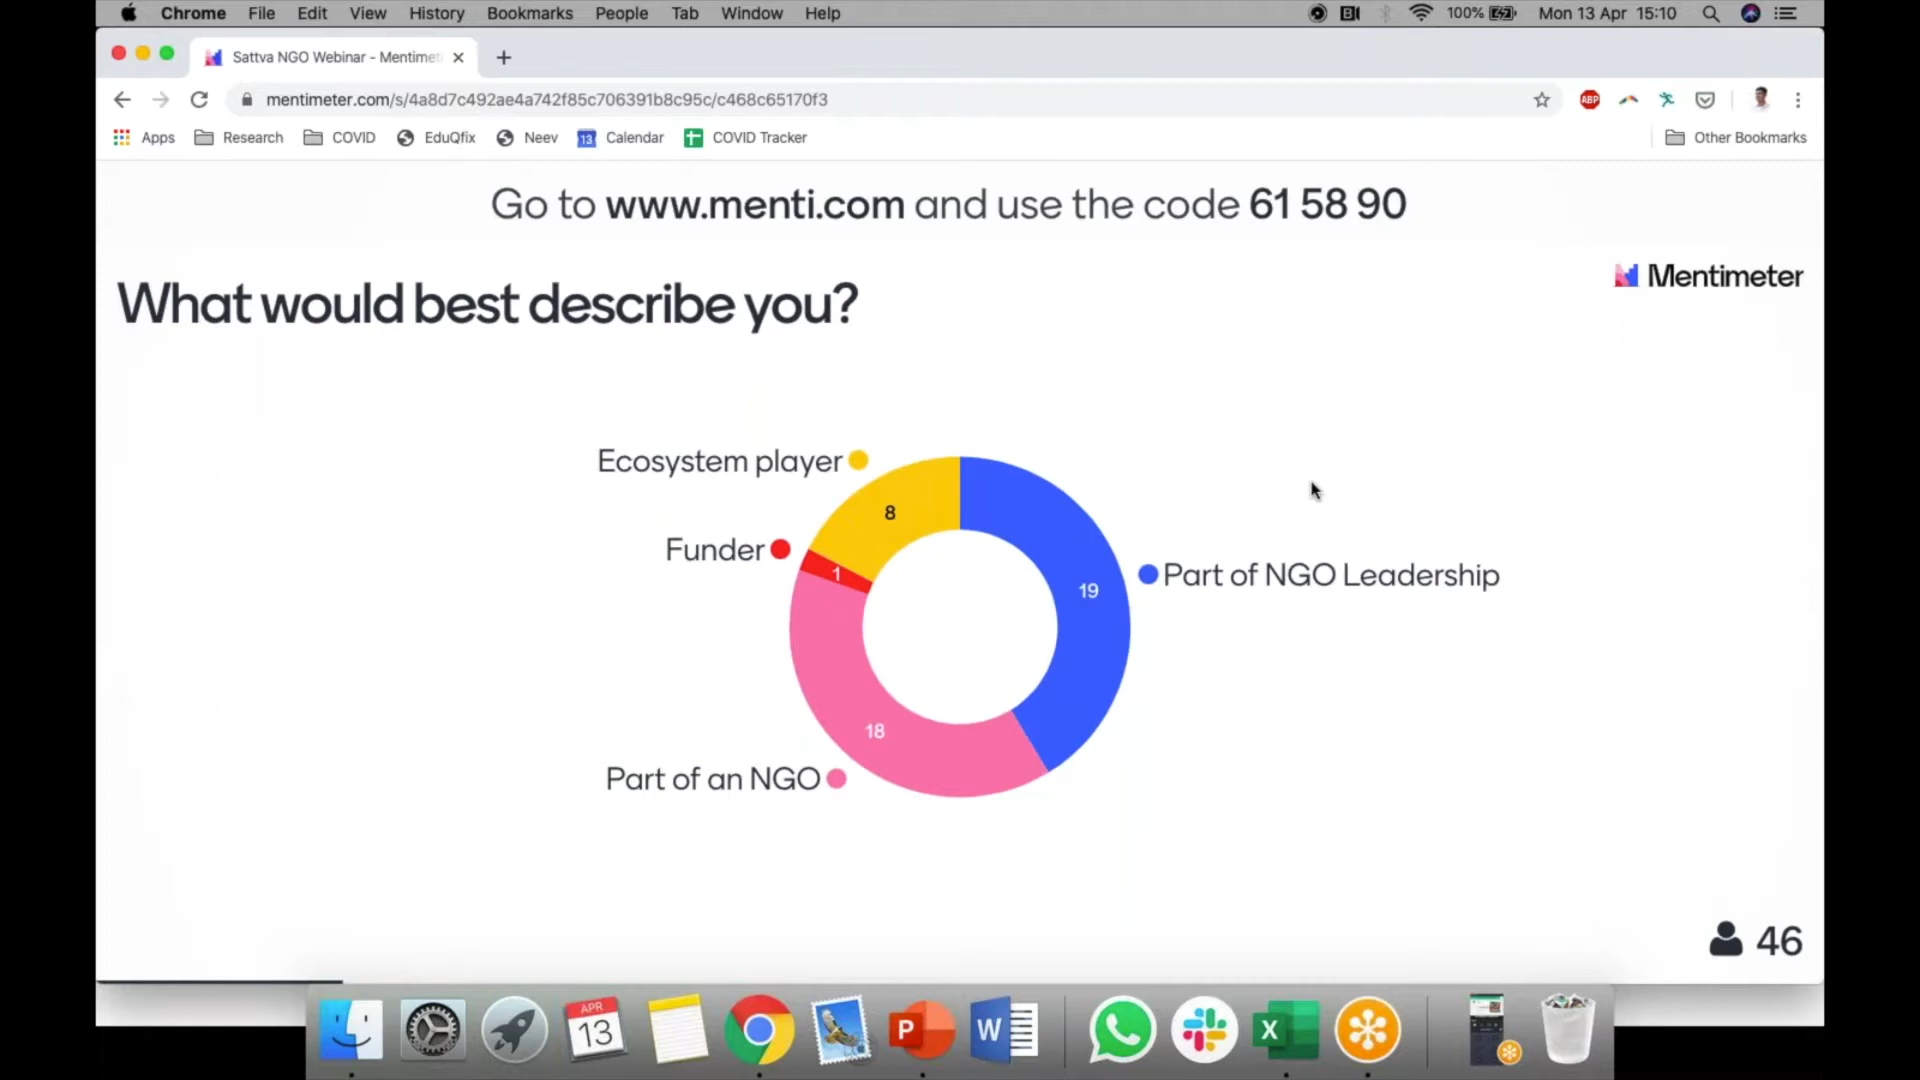 Chrome File Edit View History Bookmarks People Tab Window Help 100% Mon 13 Apr 15:10
Sattva NGO Webinar - Mentimet
mentimeter.com/s/4a8d7c492ae4a742f85c706391b8c95c/c468c65170f3 ABP
Apps Research COVID EduQfix Neev 13 Calendar COVID Tracker Other Bookmarks
Go to www.menti.com and use the code 61 58 90
Mentimeter
What would best describe you?
Ecosystem player
8
Funder
1
19
Part of NGO Leadership
18
Part of an NGO
46
APR
13
P
W
X